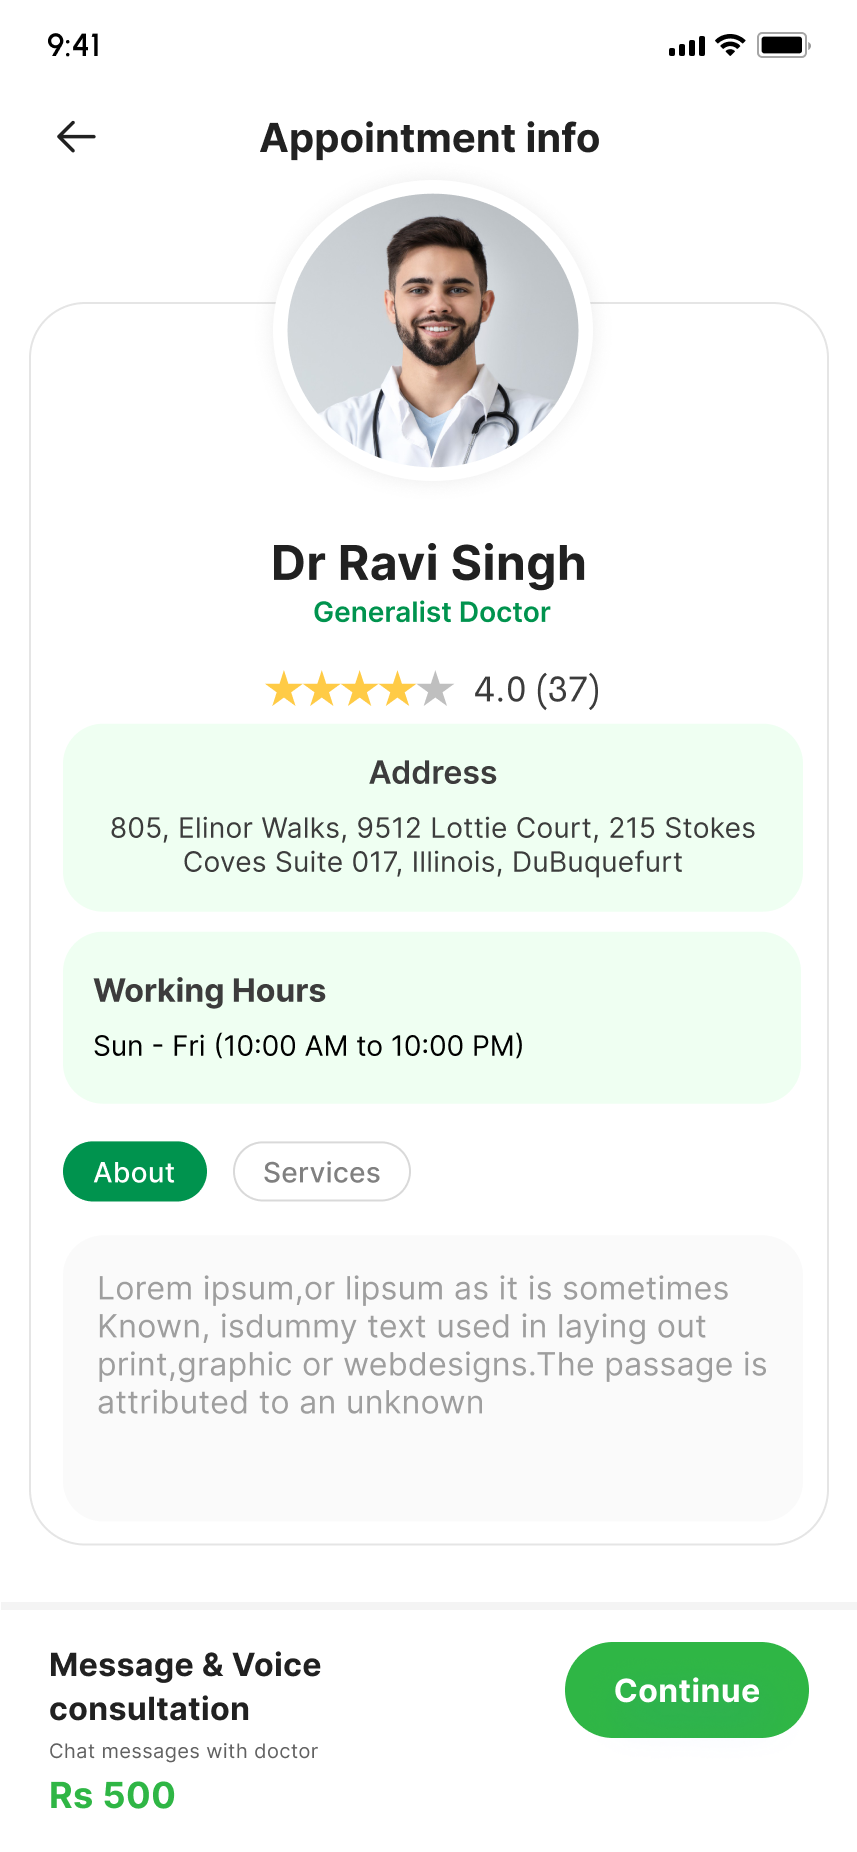 9:41
Appointment info
Dr Ravi Singh
Generalist Doctor
4.0 (37)
Address
805, Elinor Walks, 9512 Lottie Court, 215 Stokes
Coves Suite 017, Illinois, DuBuquefurt
Working Hours
Sun - Fri (10:00 AM to 10:00 PM)
About
Services
Lorem ipsum,or lipsum as it is sometimes
Known, isdummy text used in laying out
print,graphic or webdesigns.The passage is
attributed to an unknown
Message & Voice
consultation
Chat messages with doctor
Rs 500
Continue